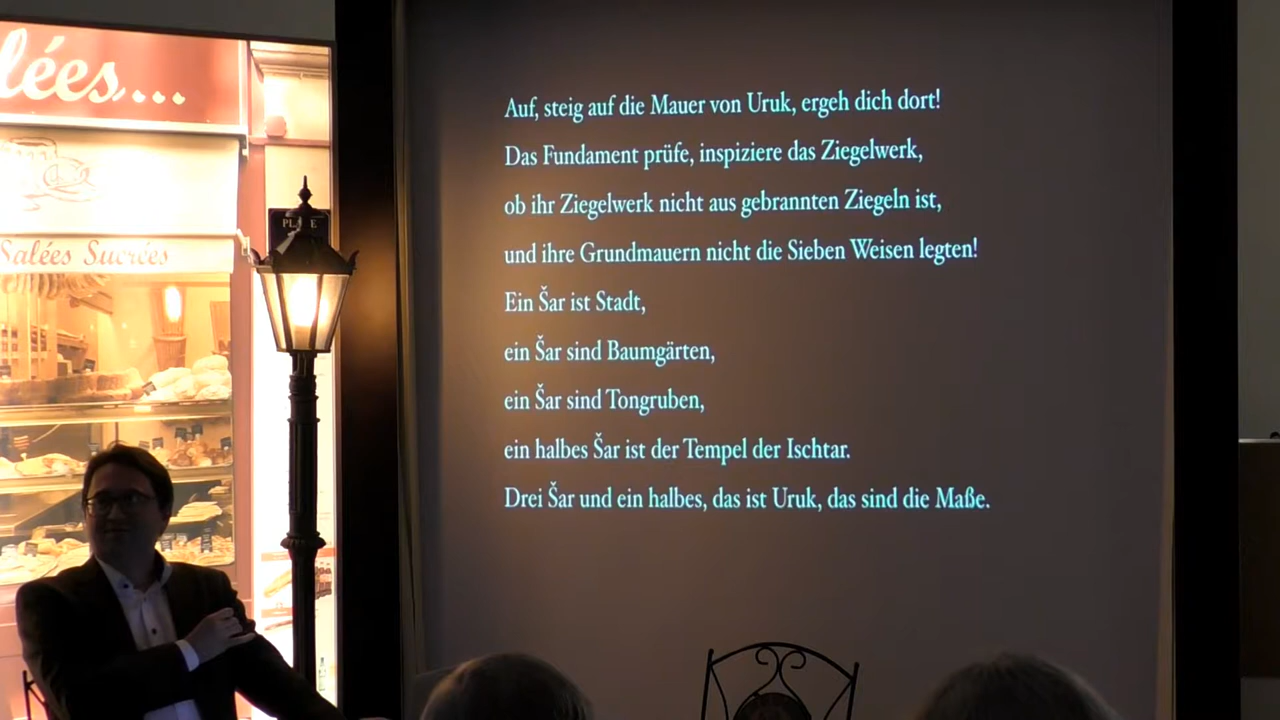 lées...
Salées Sucrées
Auf, steig auf die Mauer von Uruk, ergeh dich dort!
Das Fundament prüfe, inspiziere das Ziegelwerk,
ob ihr Ziegelwerk nicht aus gebrannten Ziegeln ist,
und ihre Grundmauern nicht die Sieben Weisen legten!
Ein Šar ist Stadt,
ein Šar sind Baumgärten,
ein Šar sind Tongruben,
ein halbes Šar ist der Tempel der Ischtar.
Drei Šar und ein halbes, das ist Uruk, das sind die Maße.